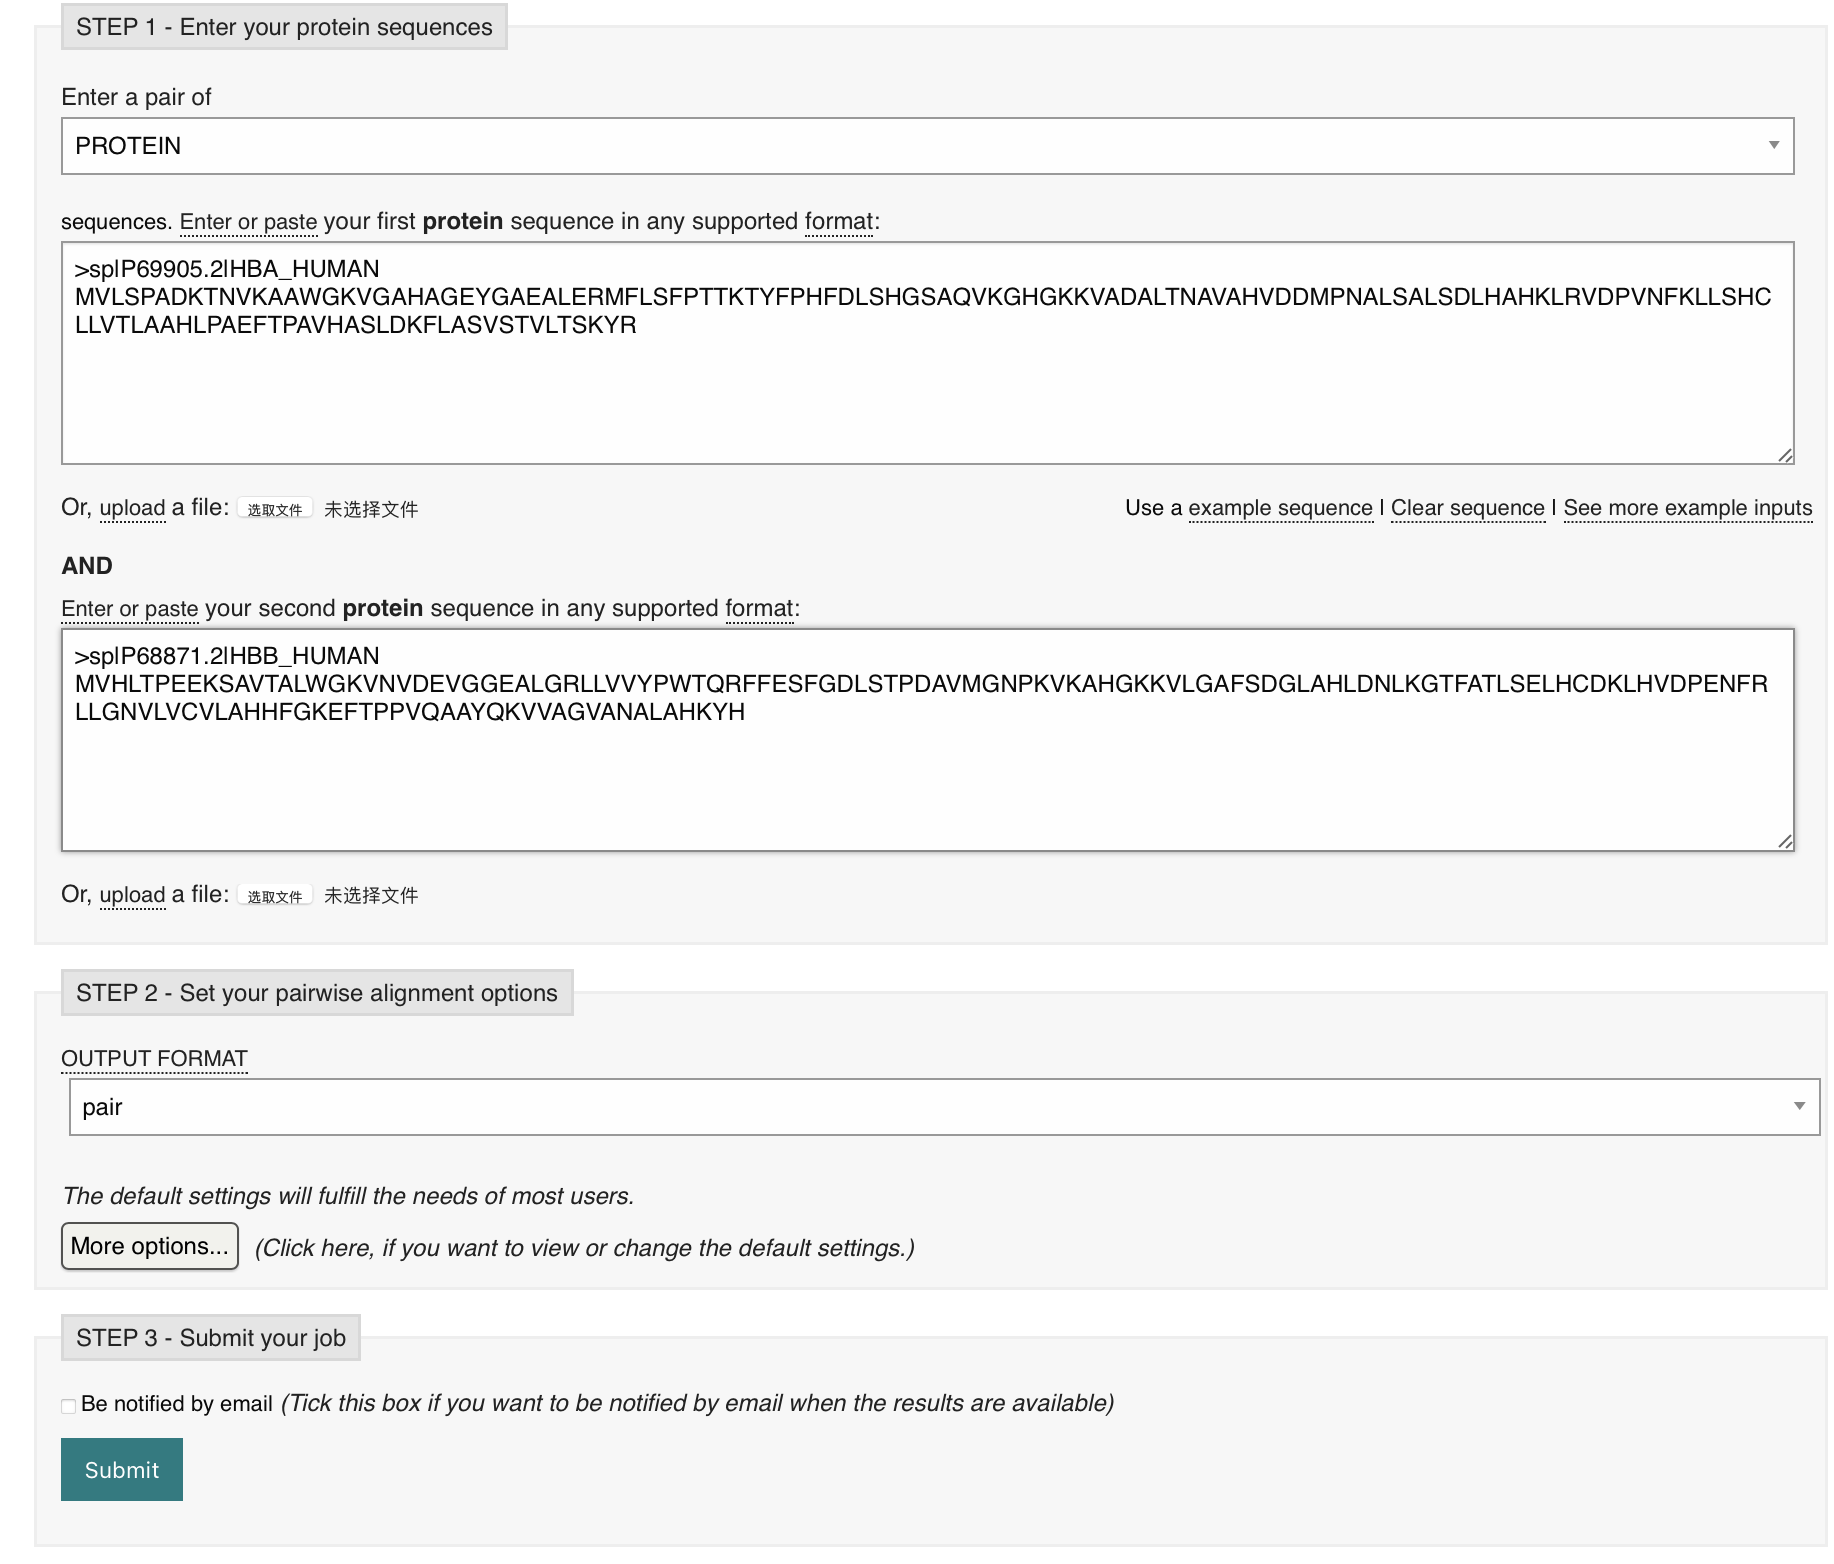 STEP 1 - Enter your protein sequences
Enter a pair of
PROTEIN
sequences. Enter or paste your first protein sequence in any supported format:
>sp|P69905.2|HBA_HUMAN
MVLSPADKTNVKAAWGKVGAHAGEYGAEALERMFLSFPTTKTYFPHFDLSHGSAQVKGHGKKVADALTNAVAHVDDMPNALSALSDLHAHKLRVDPVNFKLLSHC
LLVTLAAHLPAEFTPAVHASLDKFLASVSTVLTSKYR
Or, upload a file: 选取文件 未选择文件
Use a example sequence | Clear sequence | See more example inputs
AND
Enter or paste your second protein sequence in any supported format:
>sp|P68871.2|HBB_HUMAN
MVHLTPEEKSAVTALWGKVNVDEVGGEALGRLLVVYPWTQRFFESFGDLSTPDAVMGNPKVKAHGKKVLGAFSDGLAHLDNLKGTFATLSELHCDKLHVDPENFR
LLGNVLVCVLAHHFGKEFTPPVQAAYQKVVAGVANALAHKYH
Or, upload a file: 选取文件 未选择文件
STEP 2 - Set your pairwise alignment options
OUTPUT FORMAT
pair
The default settings will fulfill the needs of most users.
More options... (Click here, if you want to view or change the default settings.)
STEP 3 - Submit your job
Be notified by email (Tick this box if you want to be notified by email when the results are available)
Submit